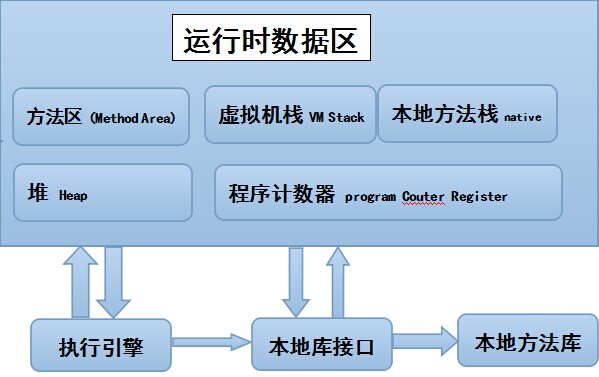 运行时数据区
方法区 (Method Area)
虚拟机栈 VM Stack
本地方法栈 native
堆 Heap
程序计数器 program Couter Register
执行引擎
本地库接口
本地方法库